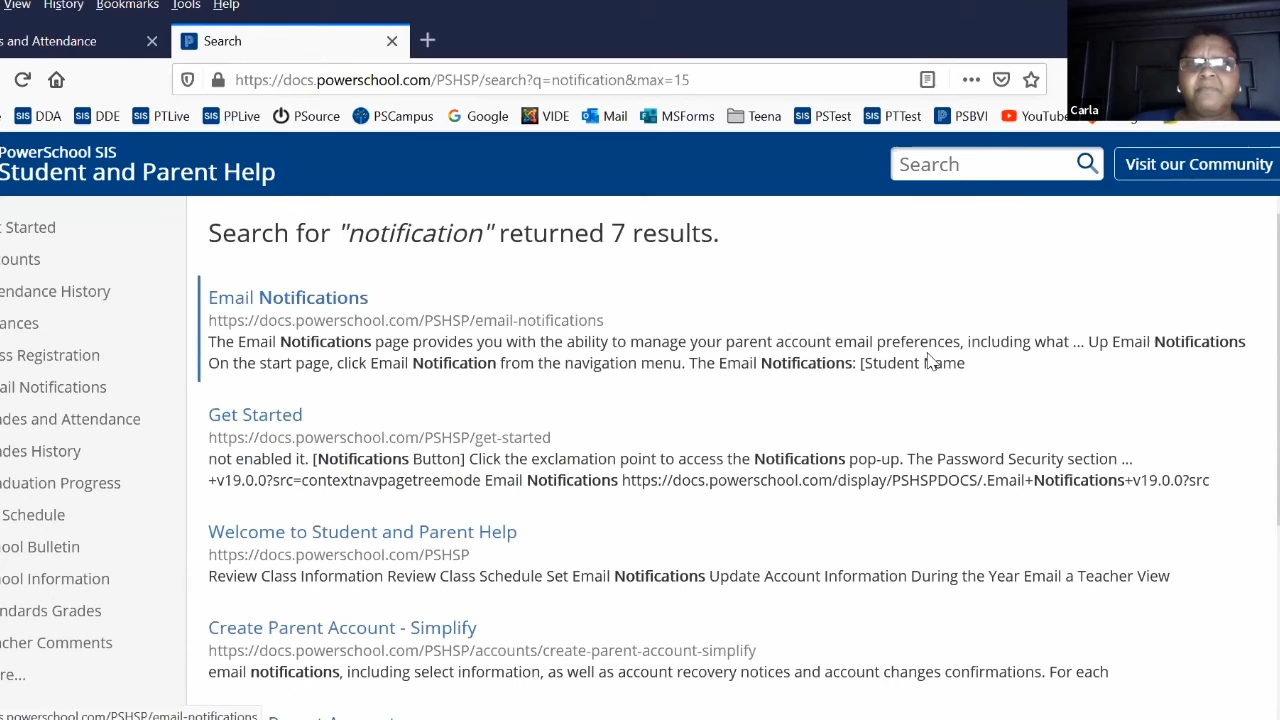 View History Bookmarks Tools Help
s and Attendance
Search
https://docs.powerschool.com/PSHSP/search?q=notification&max=15
SIS DDA SIS DDE SIS PTLive SIS PPLive PSource PSCampus Google VIDE Mail MSForms Teena SIS PSTest SIS PTTest PSBVI YouTube
Carla
PowerSchool SIS
Student and Parent Help
Search
Visit our Community
t Started
ounts
endance History
ances
ss Registration
ail Notifications
ades and Attendance
ades History
aduation Progress
Schedule
ool Bulletin
ool Information
ndards Grades
cher Comments
re...
Search for "notification" returned 7 results.
Email Notifications
https://docs.powerschool.com/PSHSP/email-notifications
The Email Notifications page provides you with the ability to manage your parent account email preferences, including what ... Up Email Notifications
On the start page, click Email Notification from the navigation menu. The Email Notifications: [Student Name
Get Started
https://docs.powerschool.com/PSHSP/get-started
not enabled it. [Notifications Button] Click the exclamation point to access the Notifications pop-up. The Password Security section ...
+v19.0.0?src=contextnavpagetreemode Email Notifications https://docs.powerschool.com/display/PSHSPDOCS/.Email+Notifications+v19.0.0?src
Welcome to Student and Parent Help
https://docs.powerschool.com/PSHSP
Review Class Information Review Class Schedule Set Email Notifications Update Account Information During the Year Email a Teacher View
Create Parent Account - Simplify
https://docs.powerschool.com/PSHSP/accounts/create-parent-account-simplify
email notifications, including select information, as well as account recovery notices and account changes confirmations. For each
s.powerschool.com/PSHSP/email-notifications